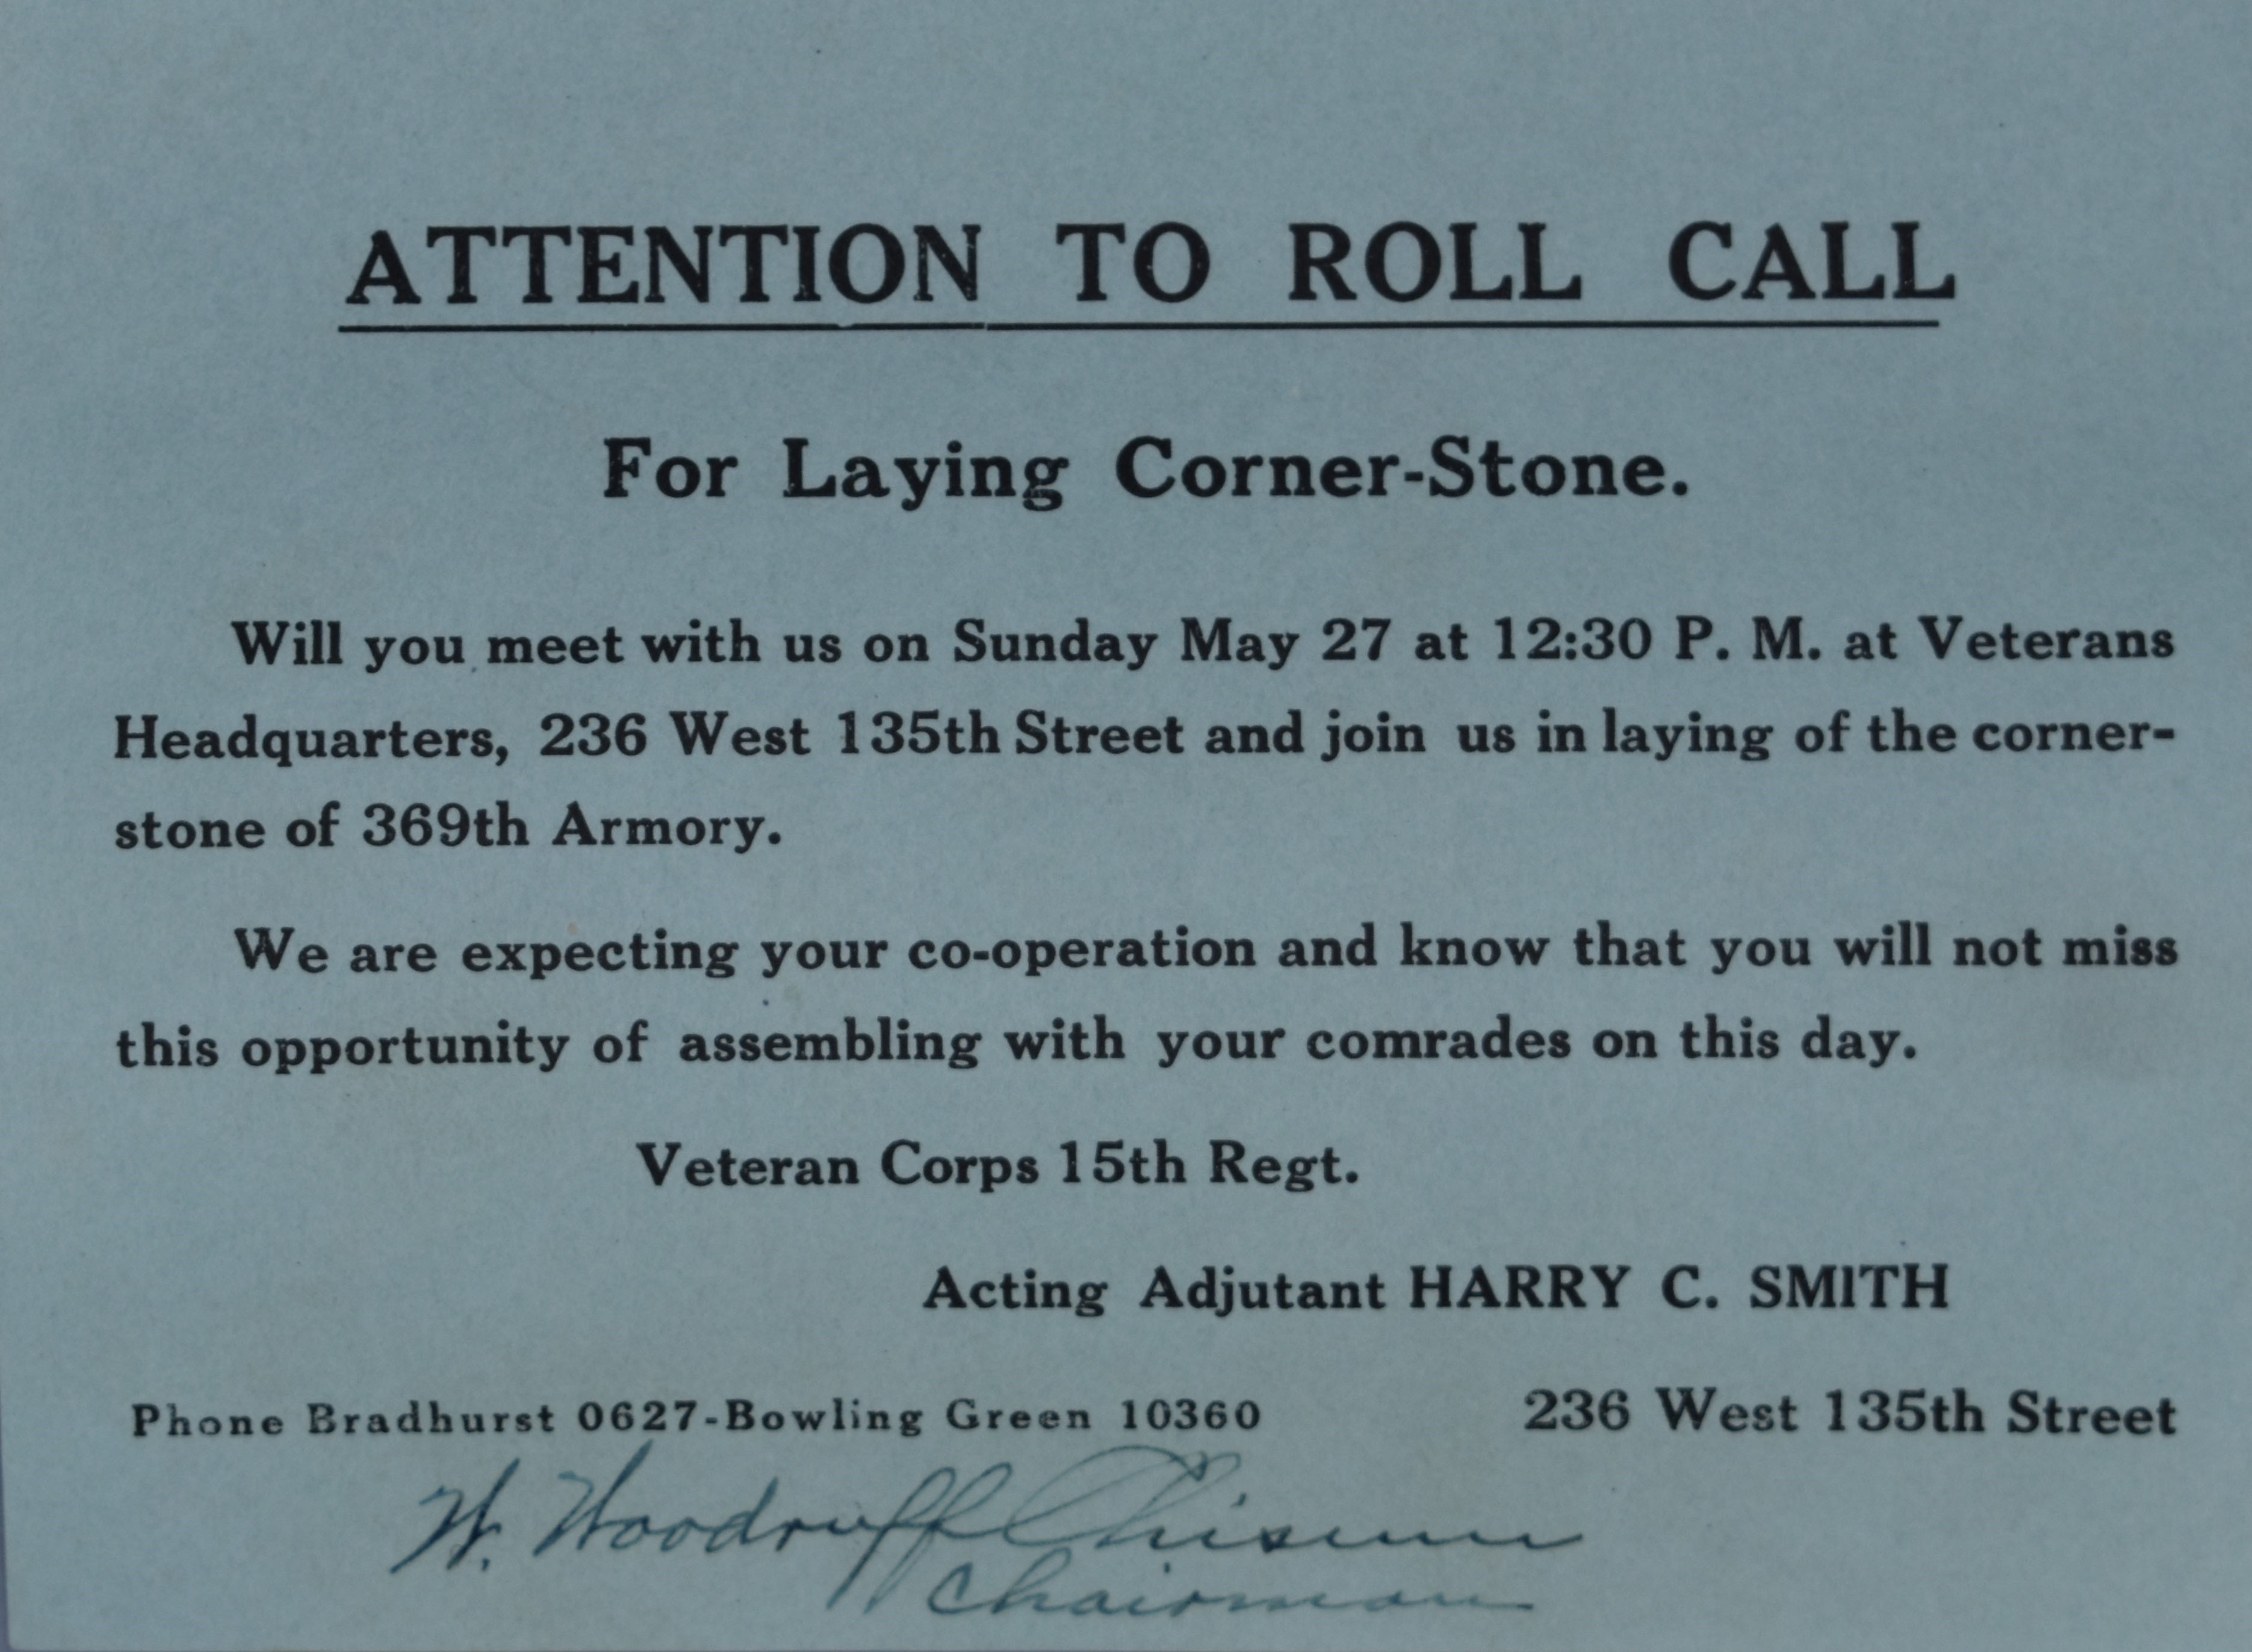 ATTENTION TO ROLL CALL
For Laying Corner-Stone.
Will you meet with us on Sunday May 27 at 12:30 P. M. at Veterans
Headquarters, 236 West 135th Street and join us in laying of the corner-
stone of 369th Armory.
We are expecting your co-operation and know that you will not miss
this opportunity of assembling with your comrades on this day.
Veteran Corps 15th Regt.
Acting Adjutant HARRY C. SMITH
Phone Bradhurst 0627-Bowling Green 10360 236 West 135th Street
W. Woodruff Chisum
Chairman